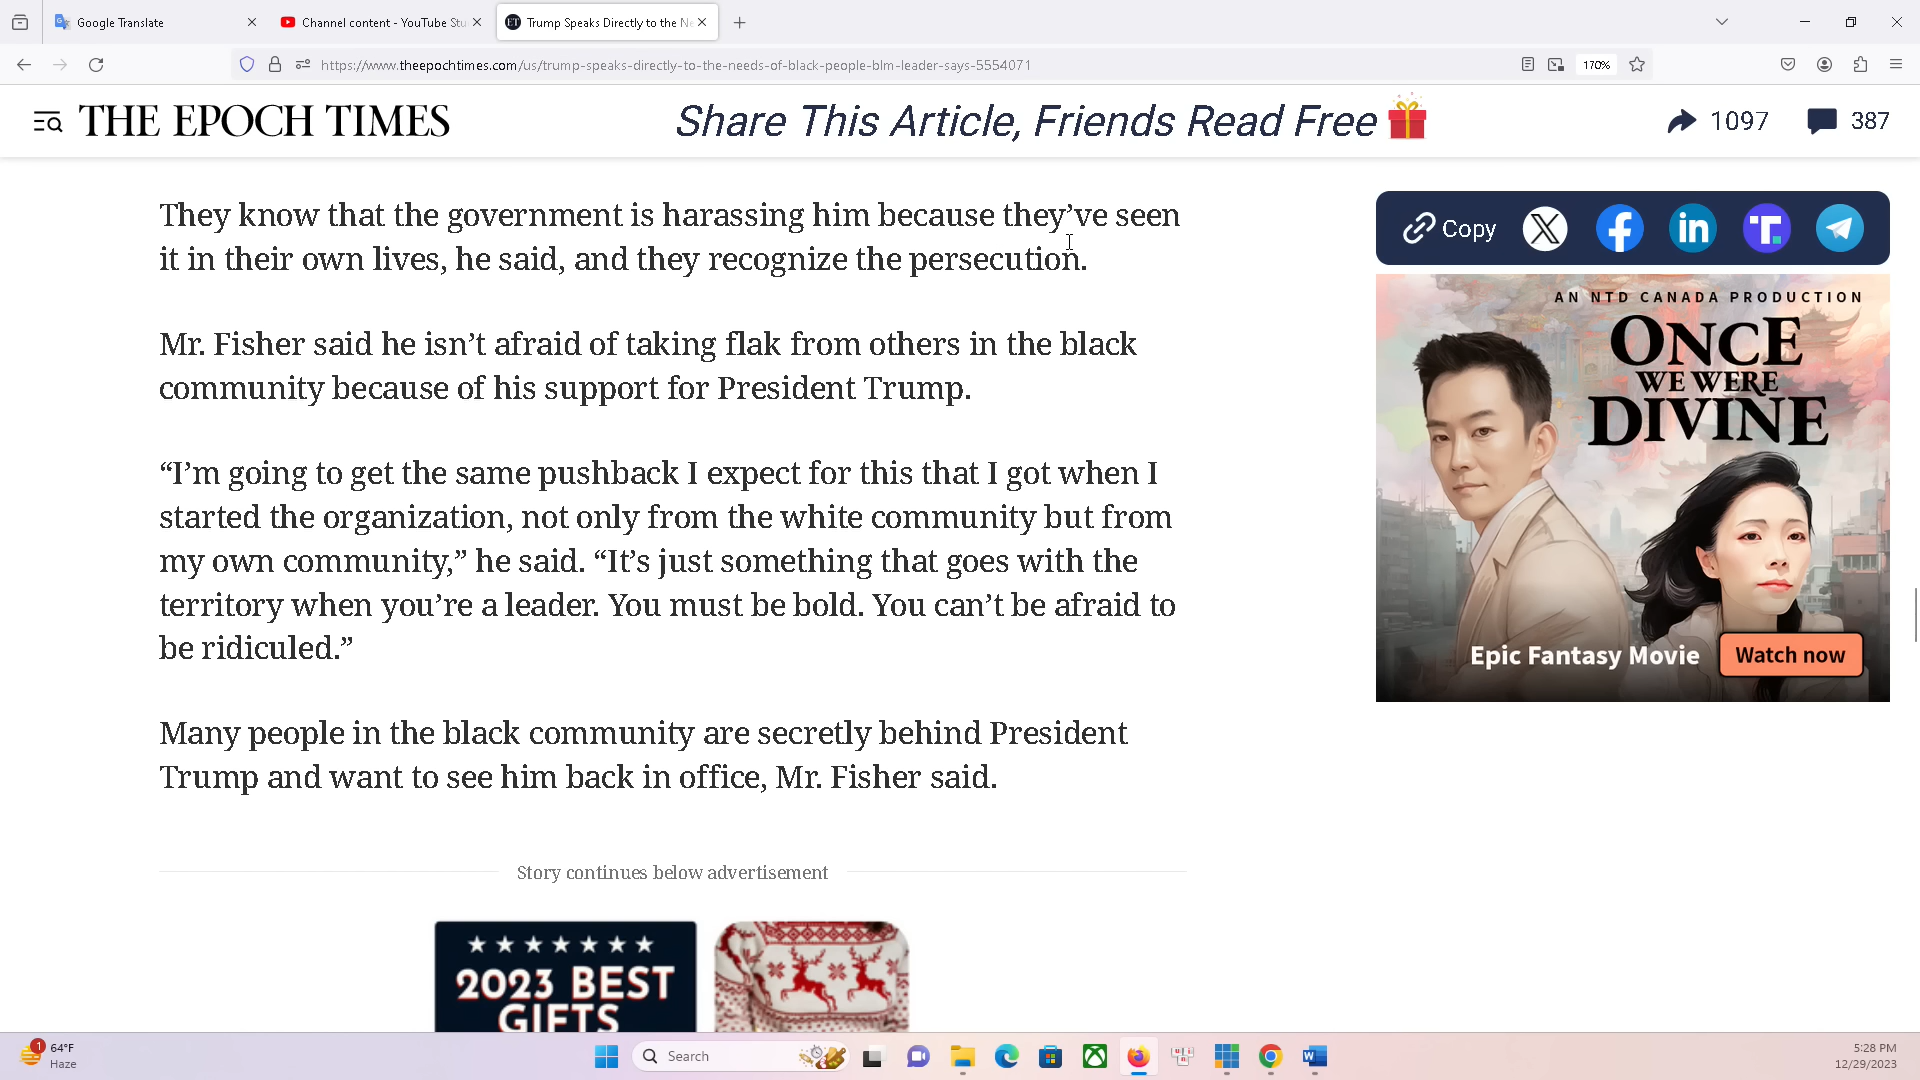 Google Translate
Channel content - YouTube Stu
Trump Speaks Directly to the Ne
https://www.theepochtimes.com/us/trump-speaks-directly-to-the-needs-of-black-people-blm-leader-says-5554071
170%
THE EPOCH TIMES
Share This Article, Friends Read Free
1097
387
They know that the government is harassing him because they’ve seen
it in their own lives, he said, and they recognize the persecution.
Mr. Fisher said he isn’t afraid of taking flak from others in the black
community because of his support for President Trump.
“I’m going to get the same pushback I expect for this that I got when I
started the organization, not only from the white community but from
my own community,” he said. “It’s just something that goes with the
territory when you’re a leader. You must be bold. You can’t be afraid to
be ridiculed.”
Many people in the black community are secretly behind President
Trump and want to see him back in office, Mr. Fisher said.
Story continues below advertisement
2023 BEST
GIFTS
Copy
AN NTD CANADA PRODUCTION
ONCE
WE WERE
DIVINE
Epic Fantasy Movie
Watch now
1
64°F
Haze
Search
5:28 PM
12/29/2023